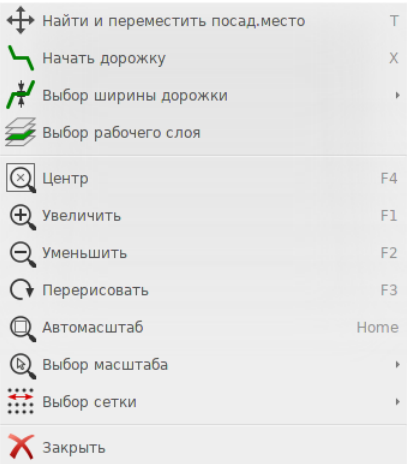 Найти и переместить посад.место T
Начать дорожку X
Выбор ширины дорожки
Выбор рабочего слоя
Центр F4
Увеличить F1
Уменьшить F2
Перерисовать F3
Автомасштаб Home
Выбор масштаба
Выбор сетки
Закрыть